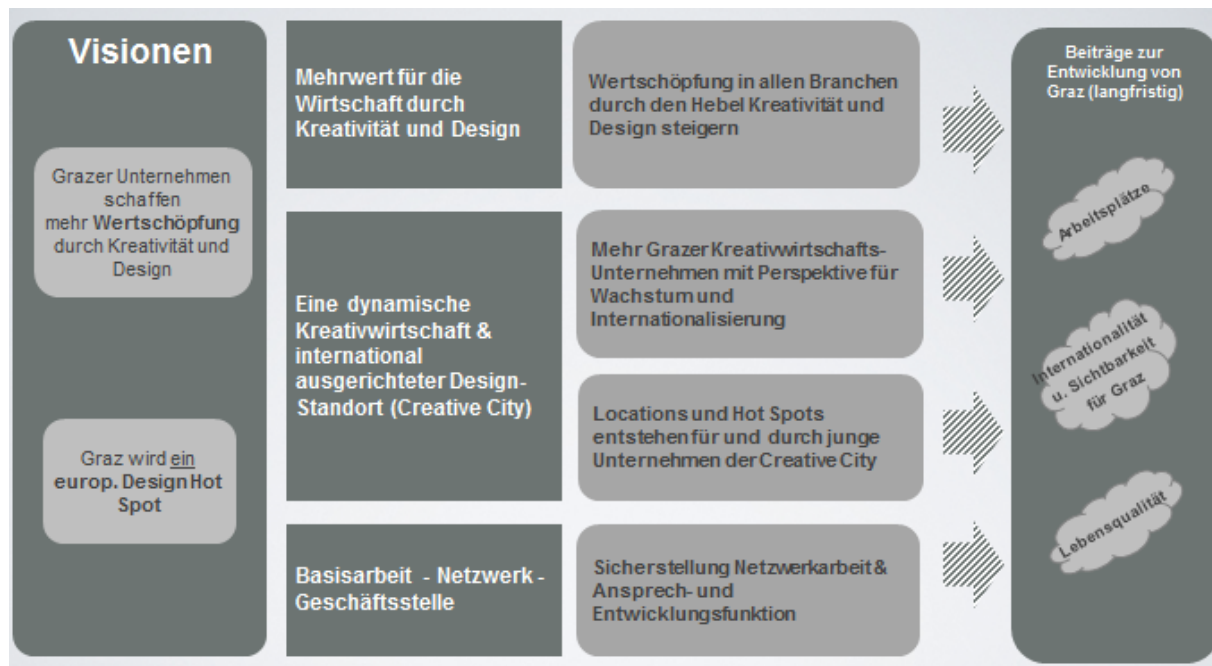 Visionen
Grazer Unternehmen
schaffen
mehr Wertschöpfung
durch Kreativität und
Design
Graz wird ein
europ. Design Hot
Spot
Mehrwert für die
Wirtschaft durch
Kreativität und Design
Wertschöpfung in allen Branchen
durch den Hebel Kreativität und
Design steigern
Eine dynamische
Kreativwirtschaft &
international
ausgerichteter Design-
Standort (Creative City)
Mehr Grazer Kreativwirtschafts-
Unternehmen mit Perspektive für
Wachstum und
Internationalisierung
Locations und Hot Spots
entstehen für und durch junge
Unternehmen der Creative City
Basisarbeit - Netzwerk -
Geschäftsstelle
Sicherstellung Netzwerkarbeit &
Ansprech- und
Entwicklungsfunktion
Beiträge zur
Entwicklung von
Graz (langfristig)
Arbeitsplätze
Internationalität
u. Sichtbarkeit
für Graz
Lebensqualität